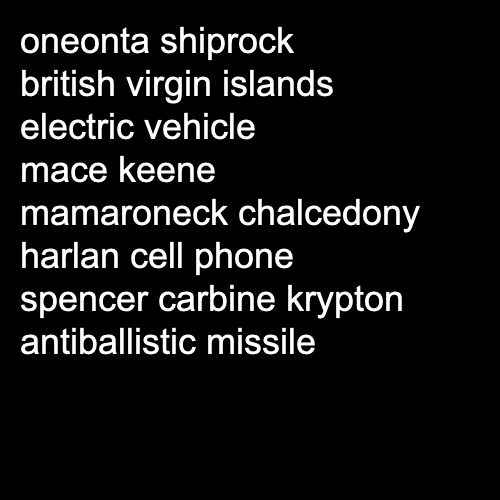 oneonta shiprock
british virgin islands
electric vehicle
mace keene
mamaroneck chalcedony
harlan cell phone
spencer carbine krypton
antiballistic missile